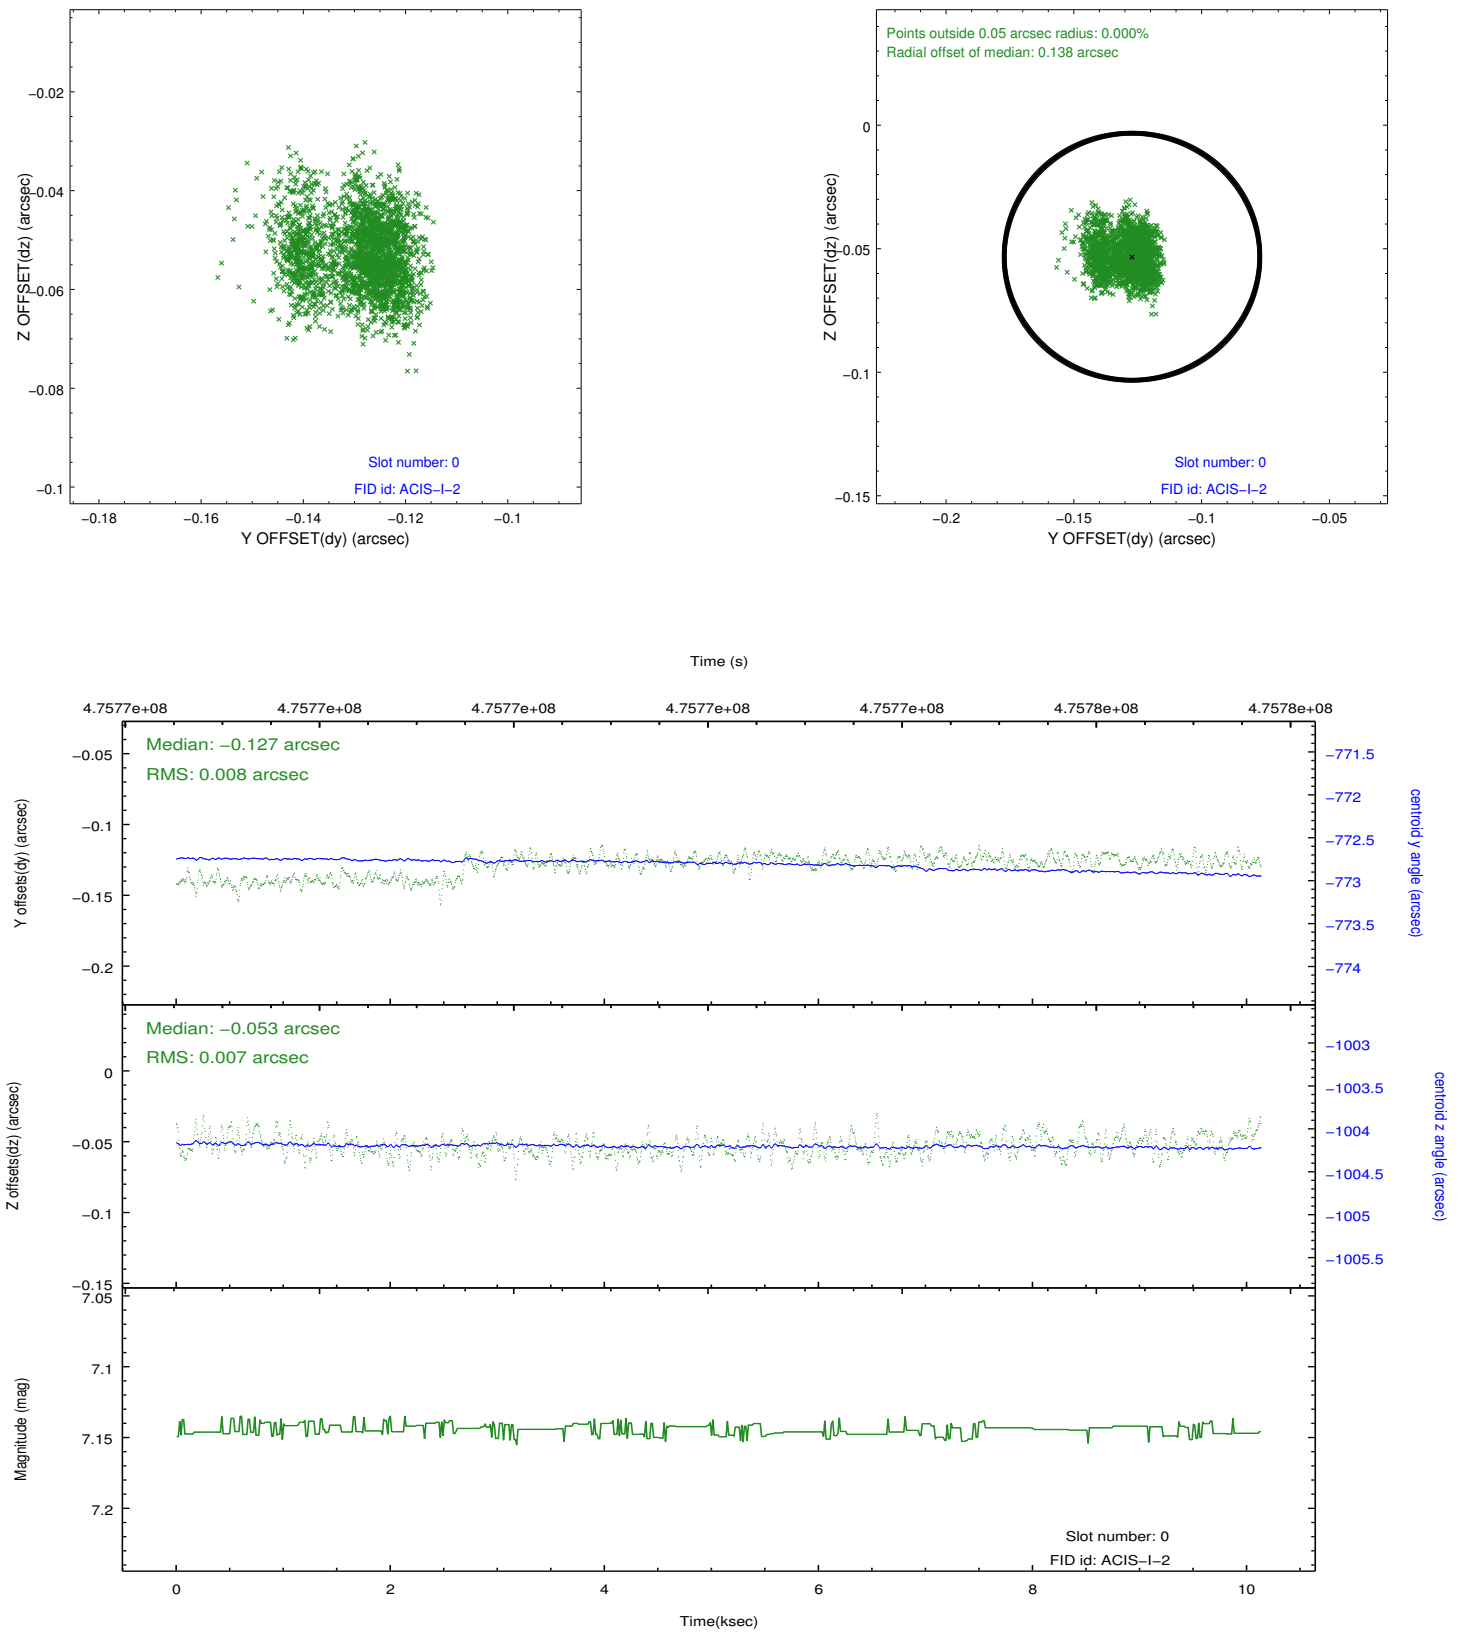 −0.02
−0.04
−0.06
−0.08
−0.1
Z OFFSET(dz) (arcsec)
Slot number: 0
FID id: ACIS−I−2
−0.18 −0.16 −0.14 −0.12 −0.1
Y OFFSET(dy) (arcsec)
Points outside 0.05 arcsec radius: 0.000%
Radial offset of median: 0.138 arcsec
0
−0.05
−0.1
−0.15
Z OFFSET(dz) (arcsec)
Slot number: 0
FID id: ACIS−I−2
−0.2 −0.15 −0.1 −0.05
Y OFFSET(dy) (arcsec)
Time (s)
4.7577e+08 4.7577e+08 4.7577e+08 4.7577e+08 4.7577e+08 4.7578e+08 4.7578e+08
Median: −0.127 arcsec
RMS: 0.008 arcsec
−0.05
−0.1
−0.15
−0.2
Y offsets(dy) (arcsec)
−771.5
−772
−772.5
−773
−773.5
−774
centroid y angle (arcsec)
Median: −0.053 arcsec
RMS: 0.007 arcsec
0
−0.05
−0.1
−0.15
Z offsets(dz) (arcsec)
−1003
−1003.5
−1004
−1004.5
−1005
−1005.5
centroid z angle (arcsec)
7.05
7.1
7.15
7.2
Magnitude (mag)
Slot number: 0
FID id: ACIS−I−2
0 2 4 6 8 10
Time(ksec)